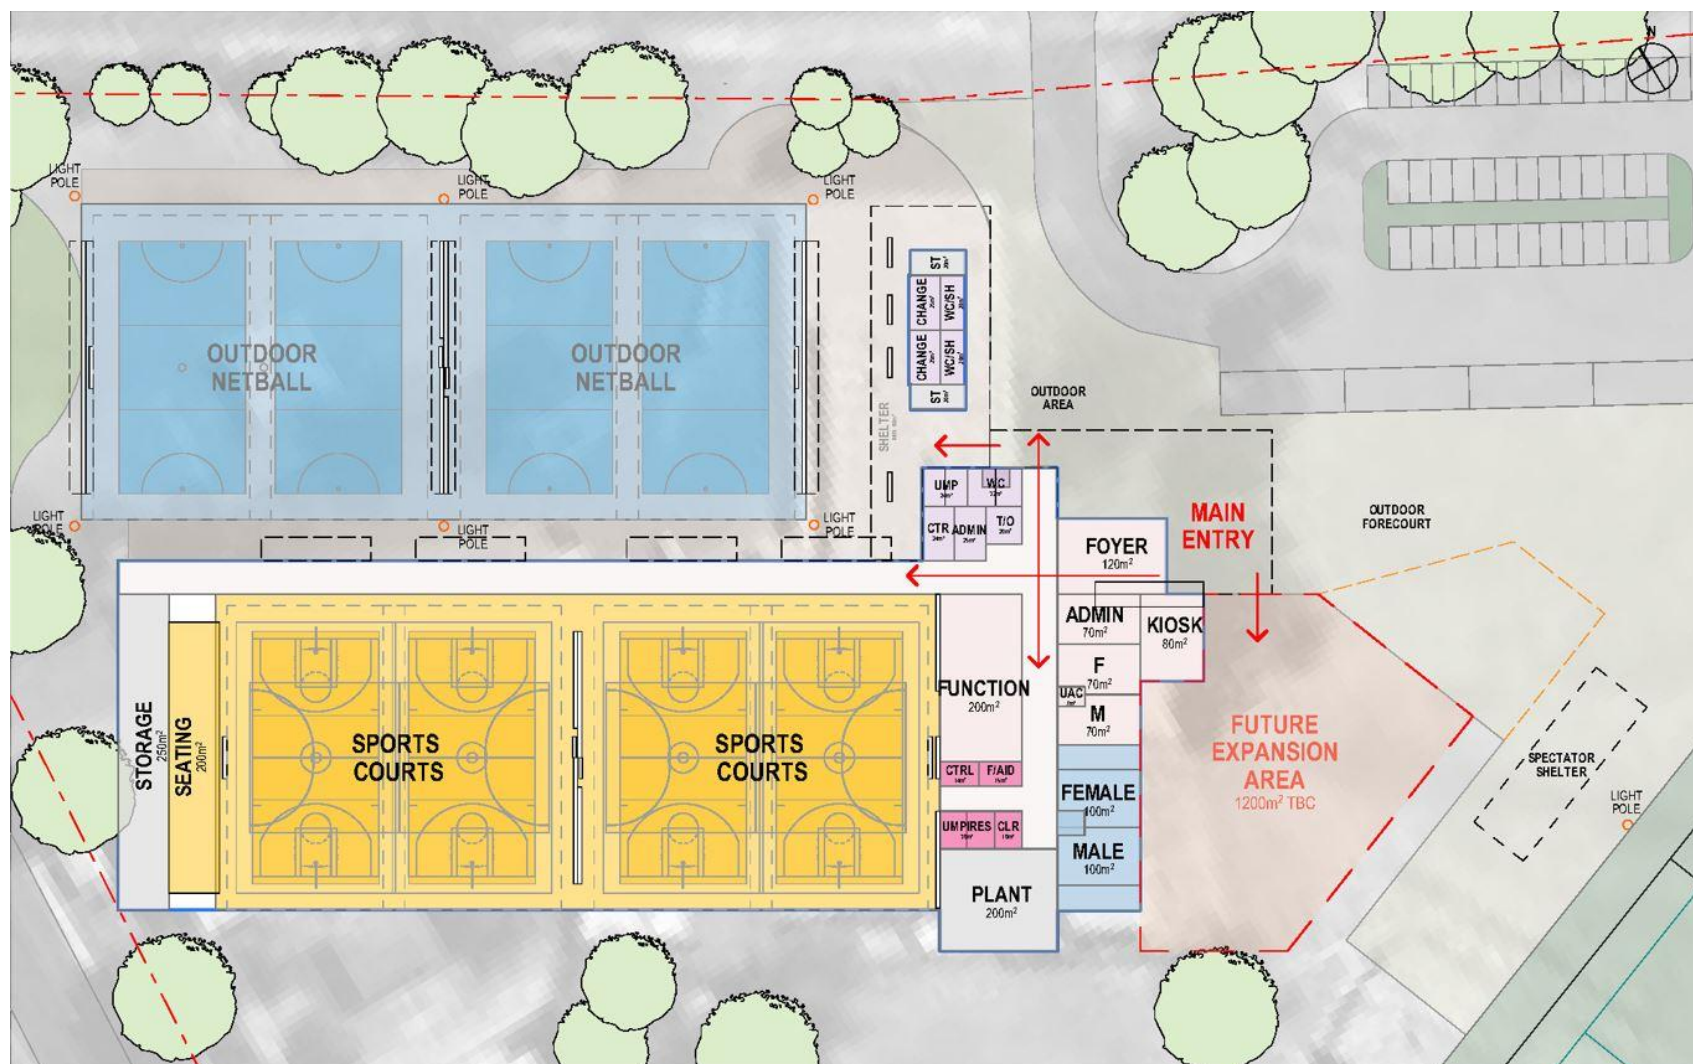 N
LIGHT
POLE
LIGHT
POLE
LIGHT
POLE
OUTDOOR
NETBALL
OUTDOOR
NETBALL
ST
CHANGE
WC/SH
CHANGE
WC/SH
ST
SHELTER
OUTDOOR
AREA
LIGHT
POLE
LIGHT
POLE
LIGHT
POLE
UMP
WC
CTR
ADMIN
T/O
MAIN
ENTRY
OUTDOOR
FORECOURT
FOYER
120m²
ADMIN
70m²
KIOSK
80m²
F
70m²
UAC
M
70m²
FUNCTION
200m²
STORAGE
250m²
SEATING
200m²
SPORTS
COURTS
SPORTS
COURTS
CTRL
F/AID
UMPIRES
CLR
FEMALE
100m²
MALE
100m²
PLANT
200m²
FUTURE
EXPANSION
AREA
1200m² TBC
SPECTATOR
SHELTER
LIGHT
POLE